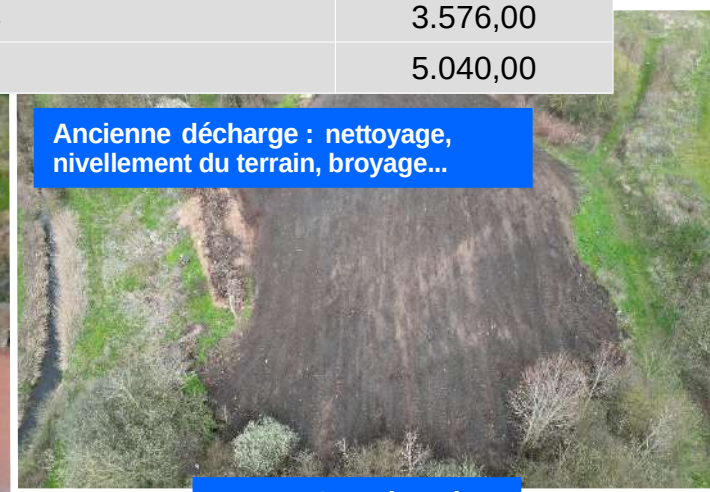 3.576,00
5.040,00
Ancienne décharge : nettoyage,
nivellement du terrain, broyage...